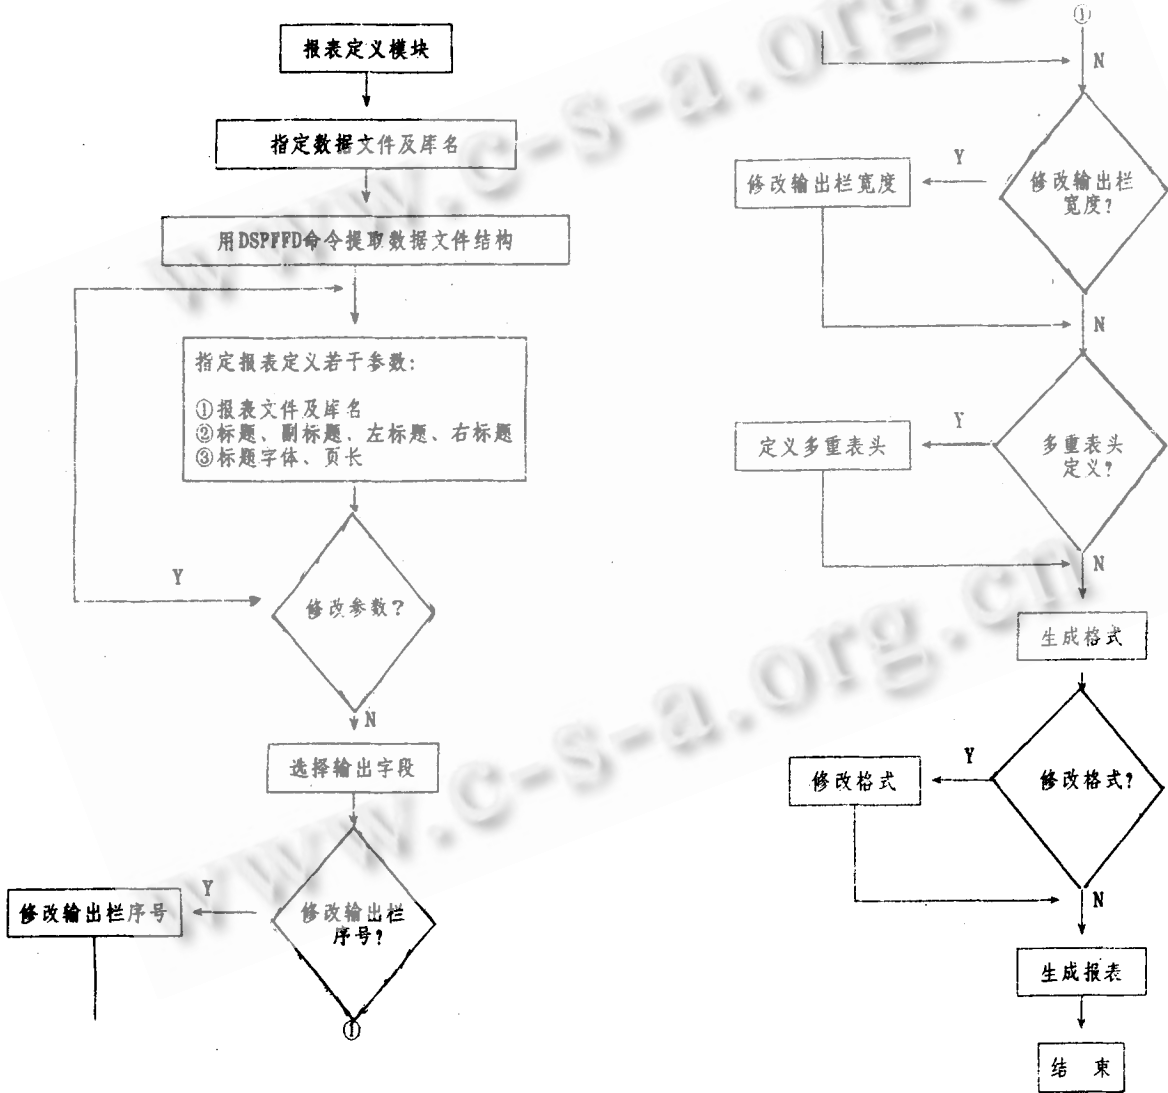 报表定义模块
指定数据文件及库名
用DSPFFD命令提取数据文件结构
指定报表定义若干参数:
①报表文件及库名
②标题、副标题、左标题、右标题
③标题字体、页长
Y
修改参数?
N
选择输出字段
Y
修改输出栏序号
修改输出栏
序号?
①
①
N
Y
修改输出栏宽度
修改输出栏
宽度?
N
Y
定义多重表头
多重表头
定义?
N
生成格式
Y
修改格式
修改格式?
N
生成报表
结 束
www.c-s-a.org.cn
www.c-s-a.org.cn